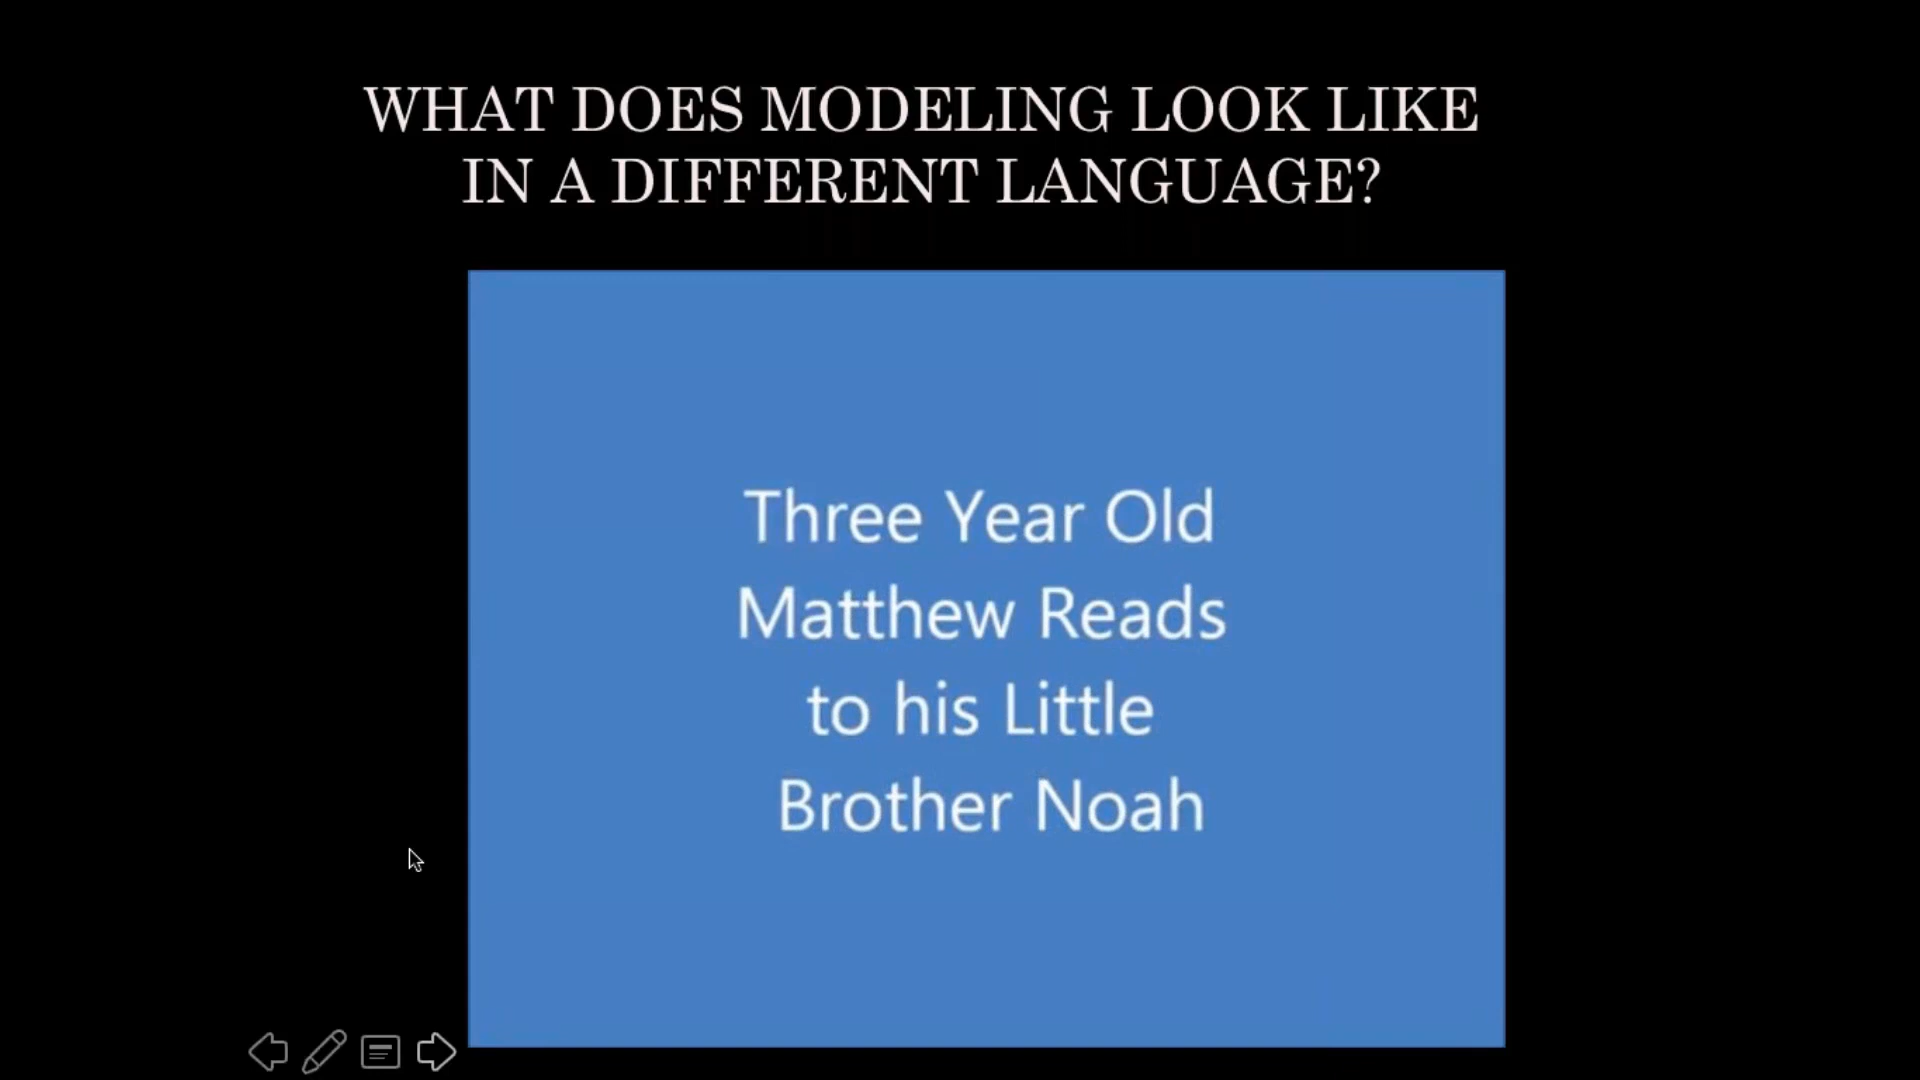 WHAT DOES MODELING LOOK LIKE
IN A DIFFERENT LANGUAGE?
Three Year Old
Matthew Reads
to his Little
Brother Noah